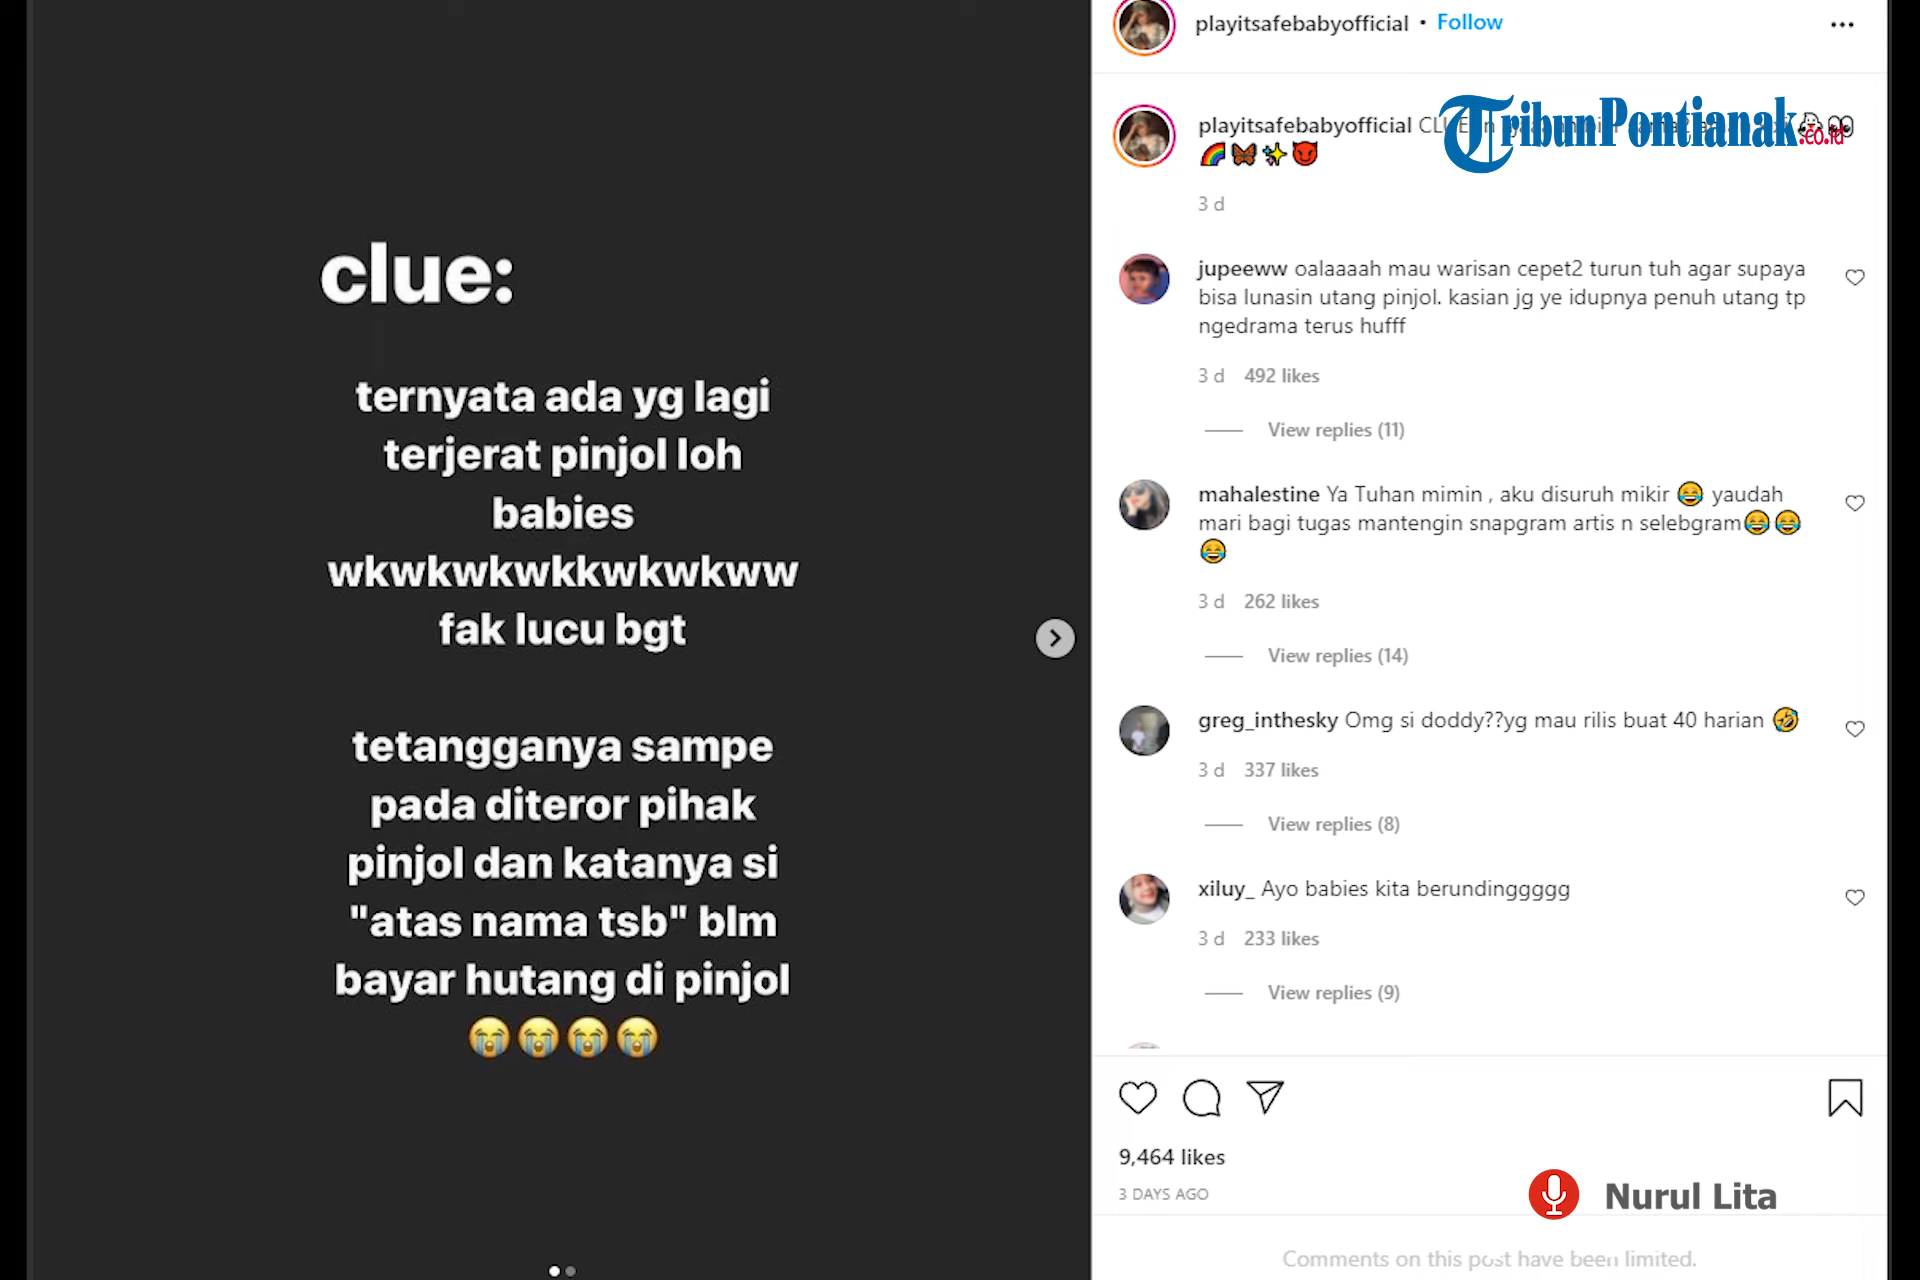 clue:
ternyata ada yg lagi
terjerat pinjol loh
babies
wkwkwkwkkwkwkww
fak lucu bgt
tetangganya sampe
pada diteror pihak
pinjol dan katanya si
"atas nama tsb" blm
bayar hutang di pinjol
playitsafebabyofficial • Follow
playitsafebabyofficial
TribunPontianak.co.id
3 d
jupeeww oalaaaah mau warisan cepet2 turun tuh agar supaya
bisa lunasin utang pinjol. kasian jg ye idupnya penuh utang tp
ngedrama terus hufff
3 d 492 likes
View replies (11)
mahalestine Ya Tuhan mimin , aku disuruh mikir 😂 yaudah
mari bagi tugas mantengin snapgram artis n selebgram😂😂
😂
3 d 262 likes
View replies (14)
greg_inthesky Omg si doddy??yg mau rilis buat 40 harian 🤣
3 d 337 likes
View replies (8)
xiluy_ Ayo babies kita berundinggggg
3 d 233 likes
View replies (9)
9,464 likes
3 DAYS AGO
Nurul Lita
Comments on this post have been limited.